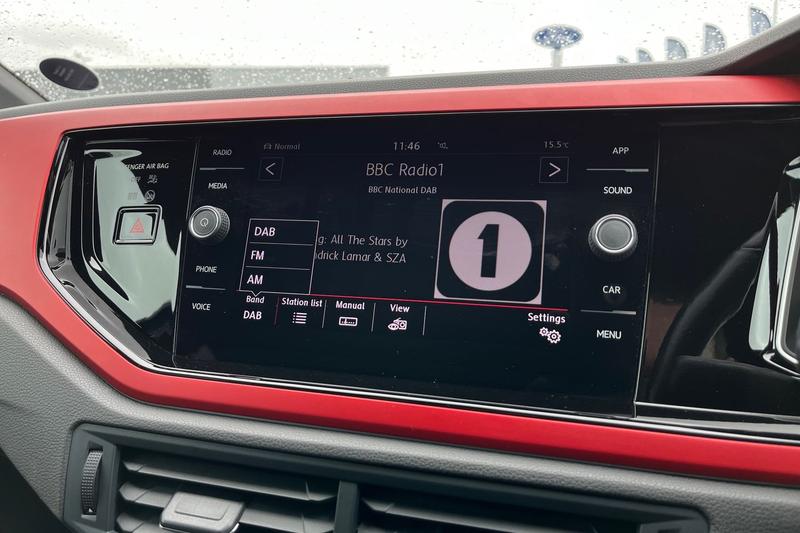 PASSENGER AIR BAG
OFF
RADIO
MEDIA
PHONE
VOICE
Normal
11:46
15.5°C
BBC Radio1
BBC National DAB
DAB
FM
AM
g: All The Stars by
drick Lamar & SZA
1
Band
DAB
Station list
Manual
View
Settings
APP
SOUND
CAR
MENU